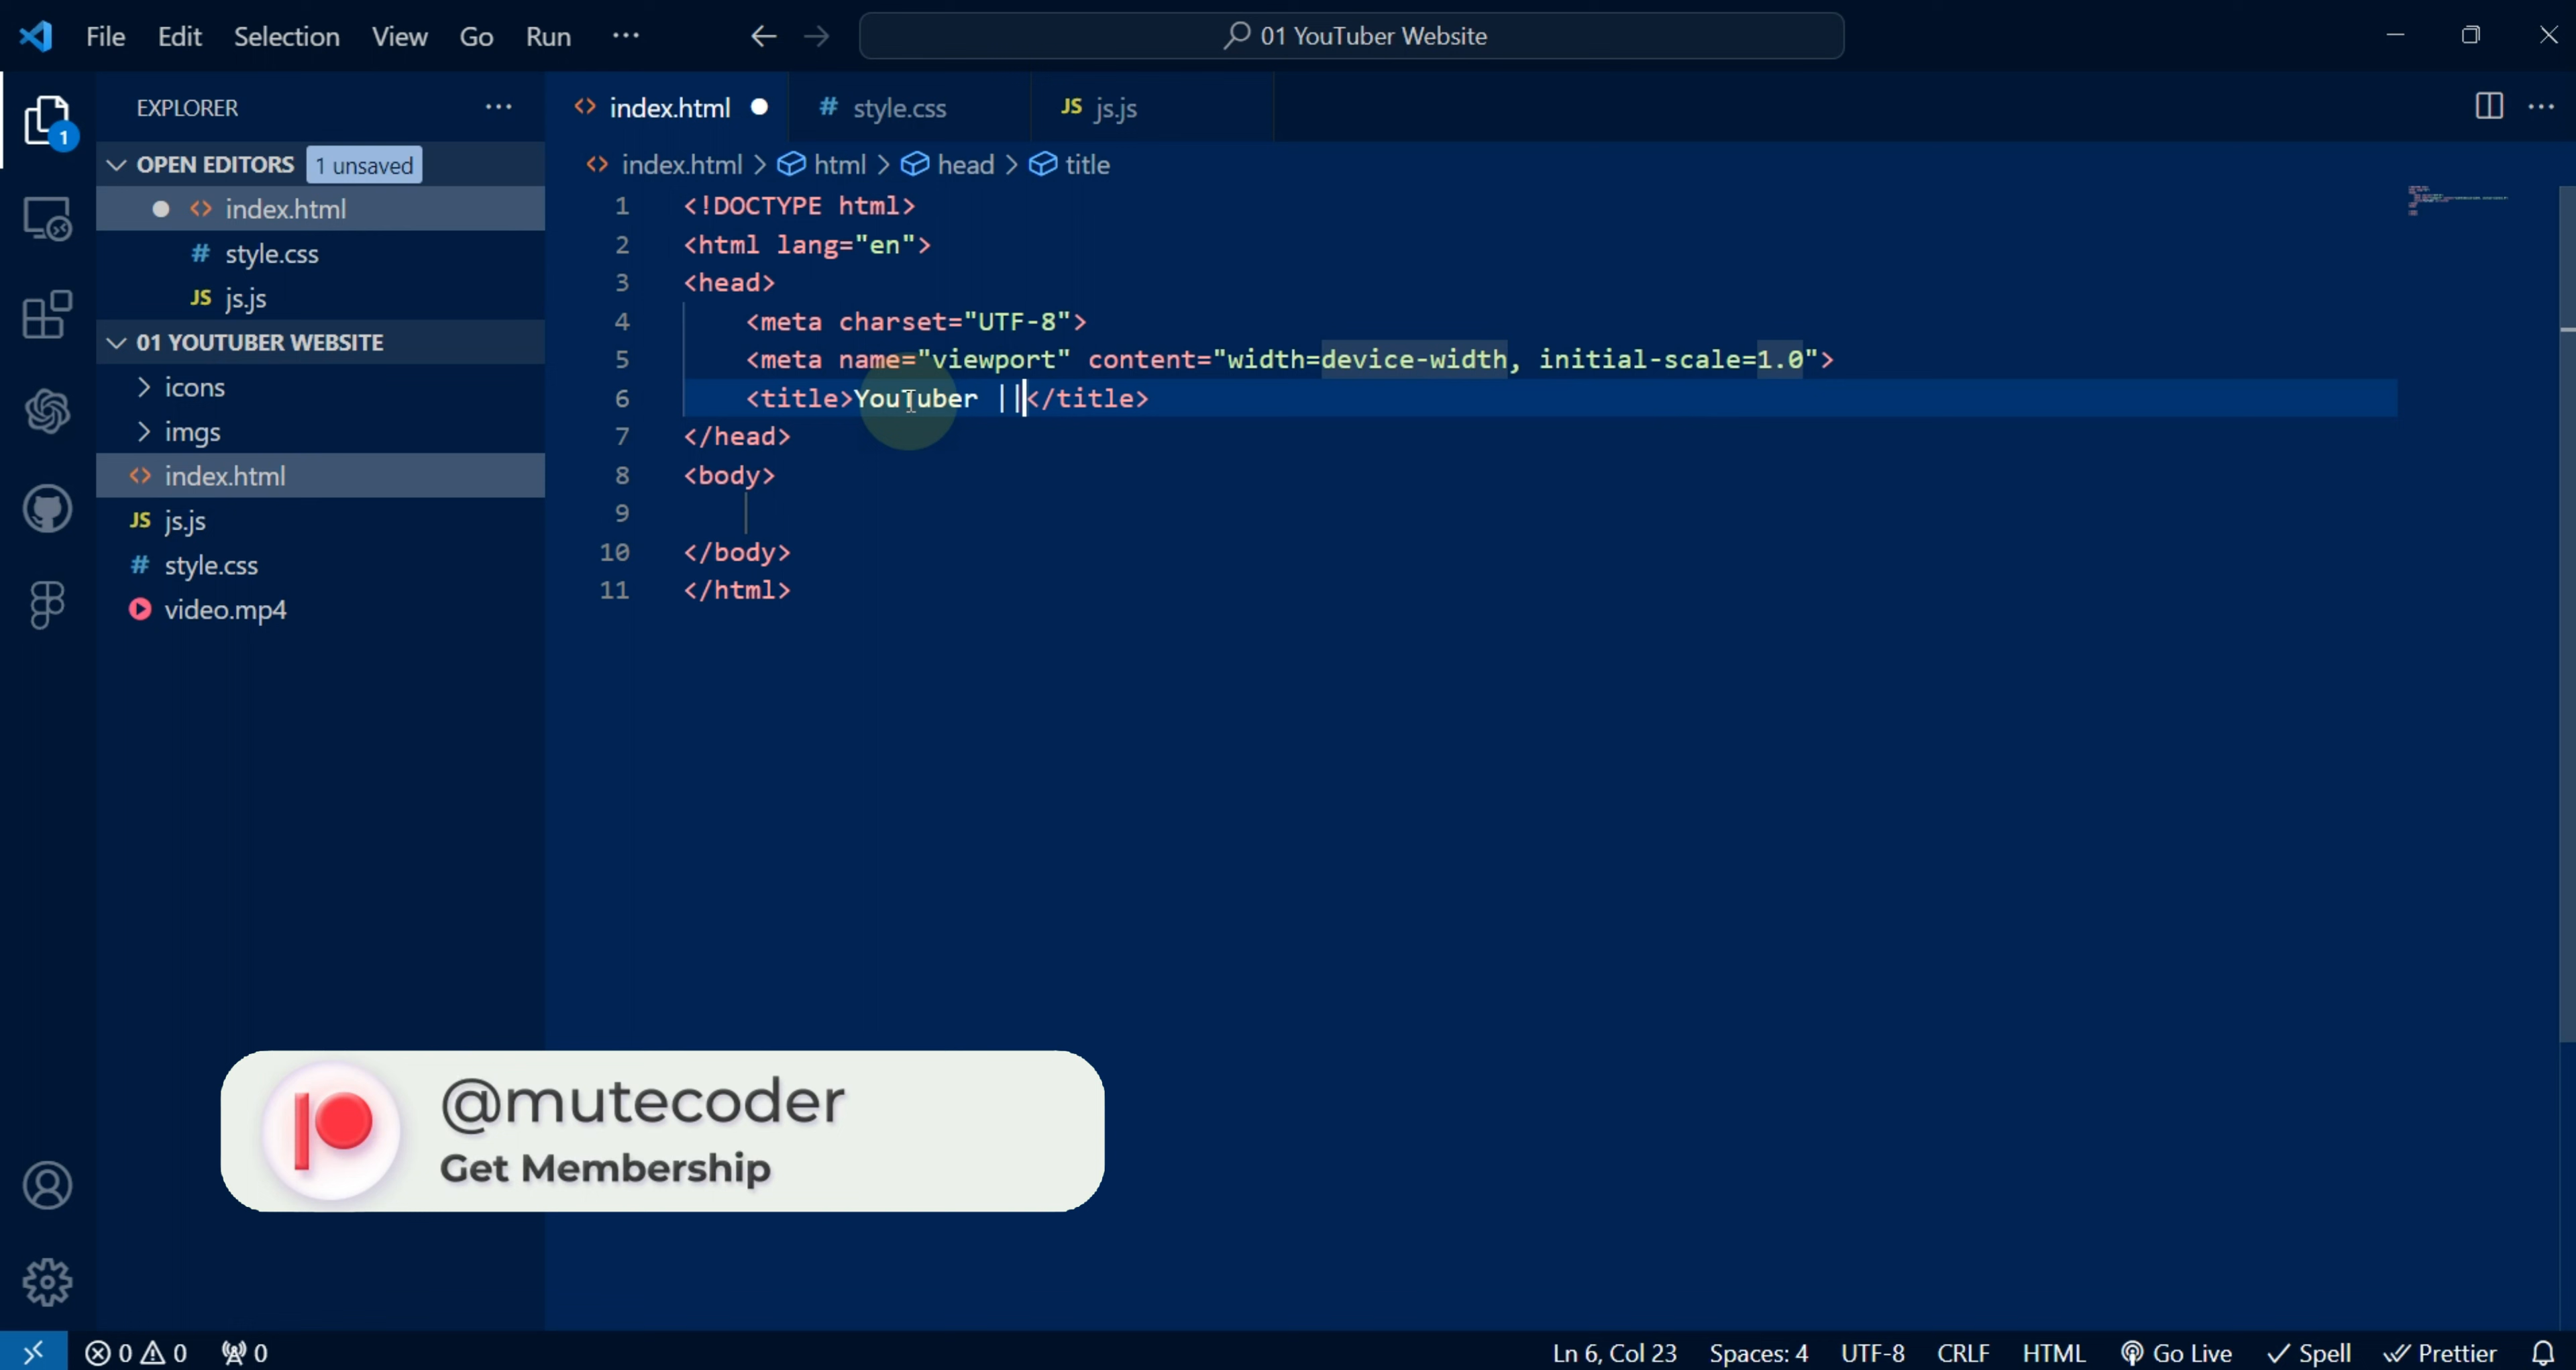 File Edit Selection View Go Run ···
01 YouTuber Website
EXPLORER ···
1
OPEN EDITORS 1 unsaved
index.html
# style.css
JS js.js
01 YOUTUBER WEBSITE
icons
imgs
index.html
JS js.js
# style.css
video.mp4
index.html
# style.css
JS js.js
index.html > html > head > title
1 <!DOCTYPE html>
2 <html lang="en">
3 <head>
4 <meta charset="UTF-8">
5 <meta name="viewport" content="width=device-width, initial-scale=1.0">
6 <title>YouTuber ||</title>
7 </head>
8 <body>
9
10 </body>
11 </html>
@mutecoder
Get Membership
0 0 0
Ln 6, Col 23 Spaces: 4 UTF-8 CRLF HTML Go Live Spell Prettier